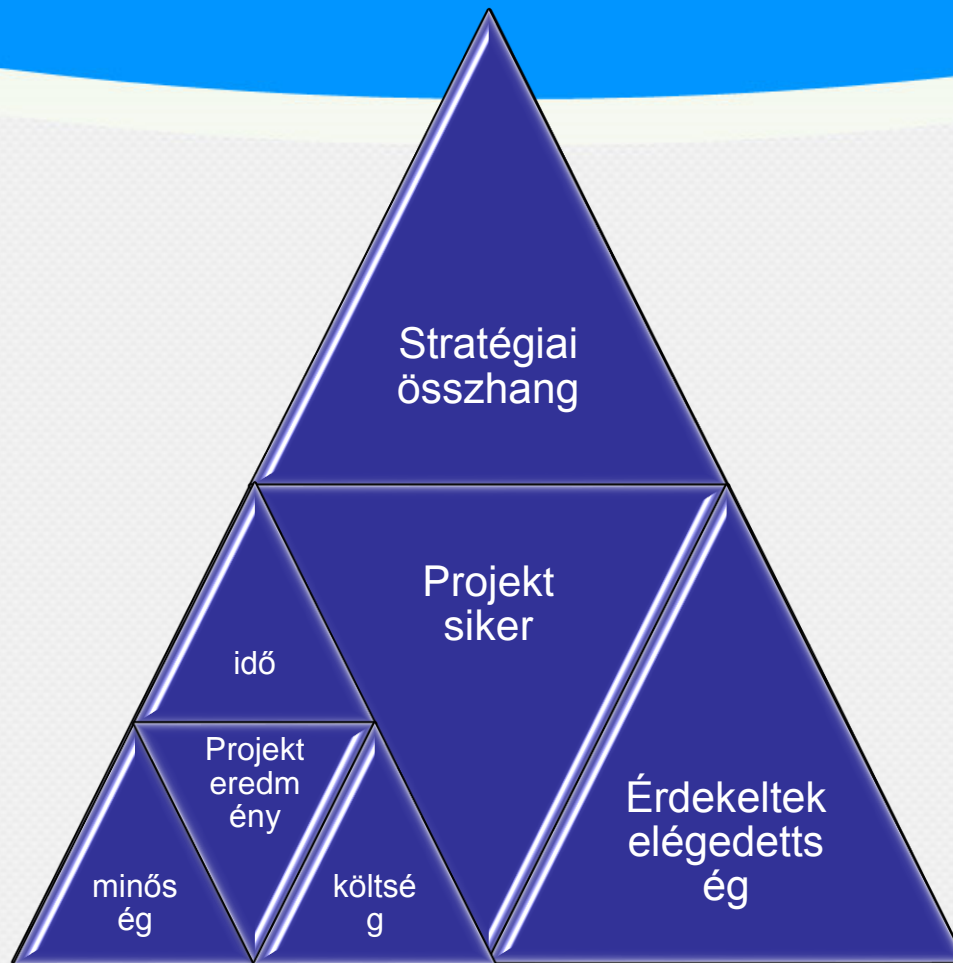 Stratégiai
összhang
Projekt
siker
idő
Projekt
eredm
ény
Érdekeltek
elégedetts
ég
minős
ég
költsé
g